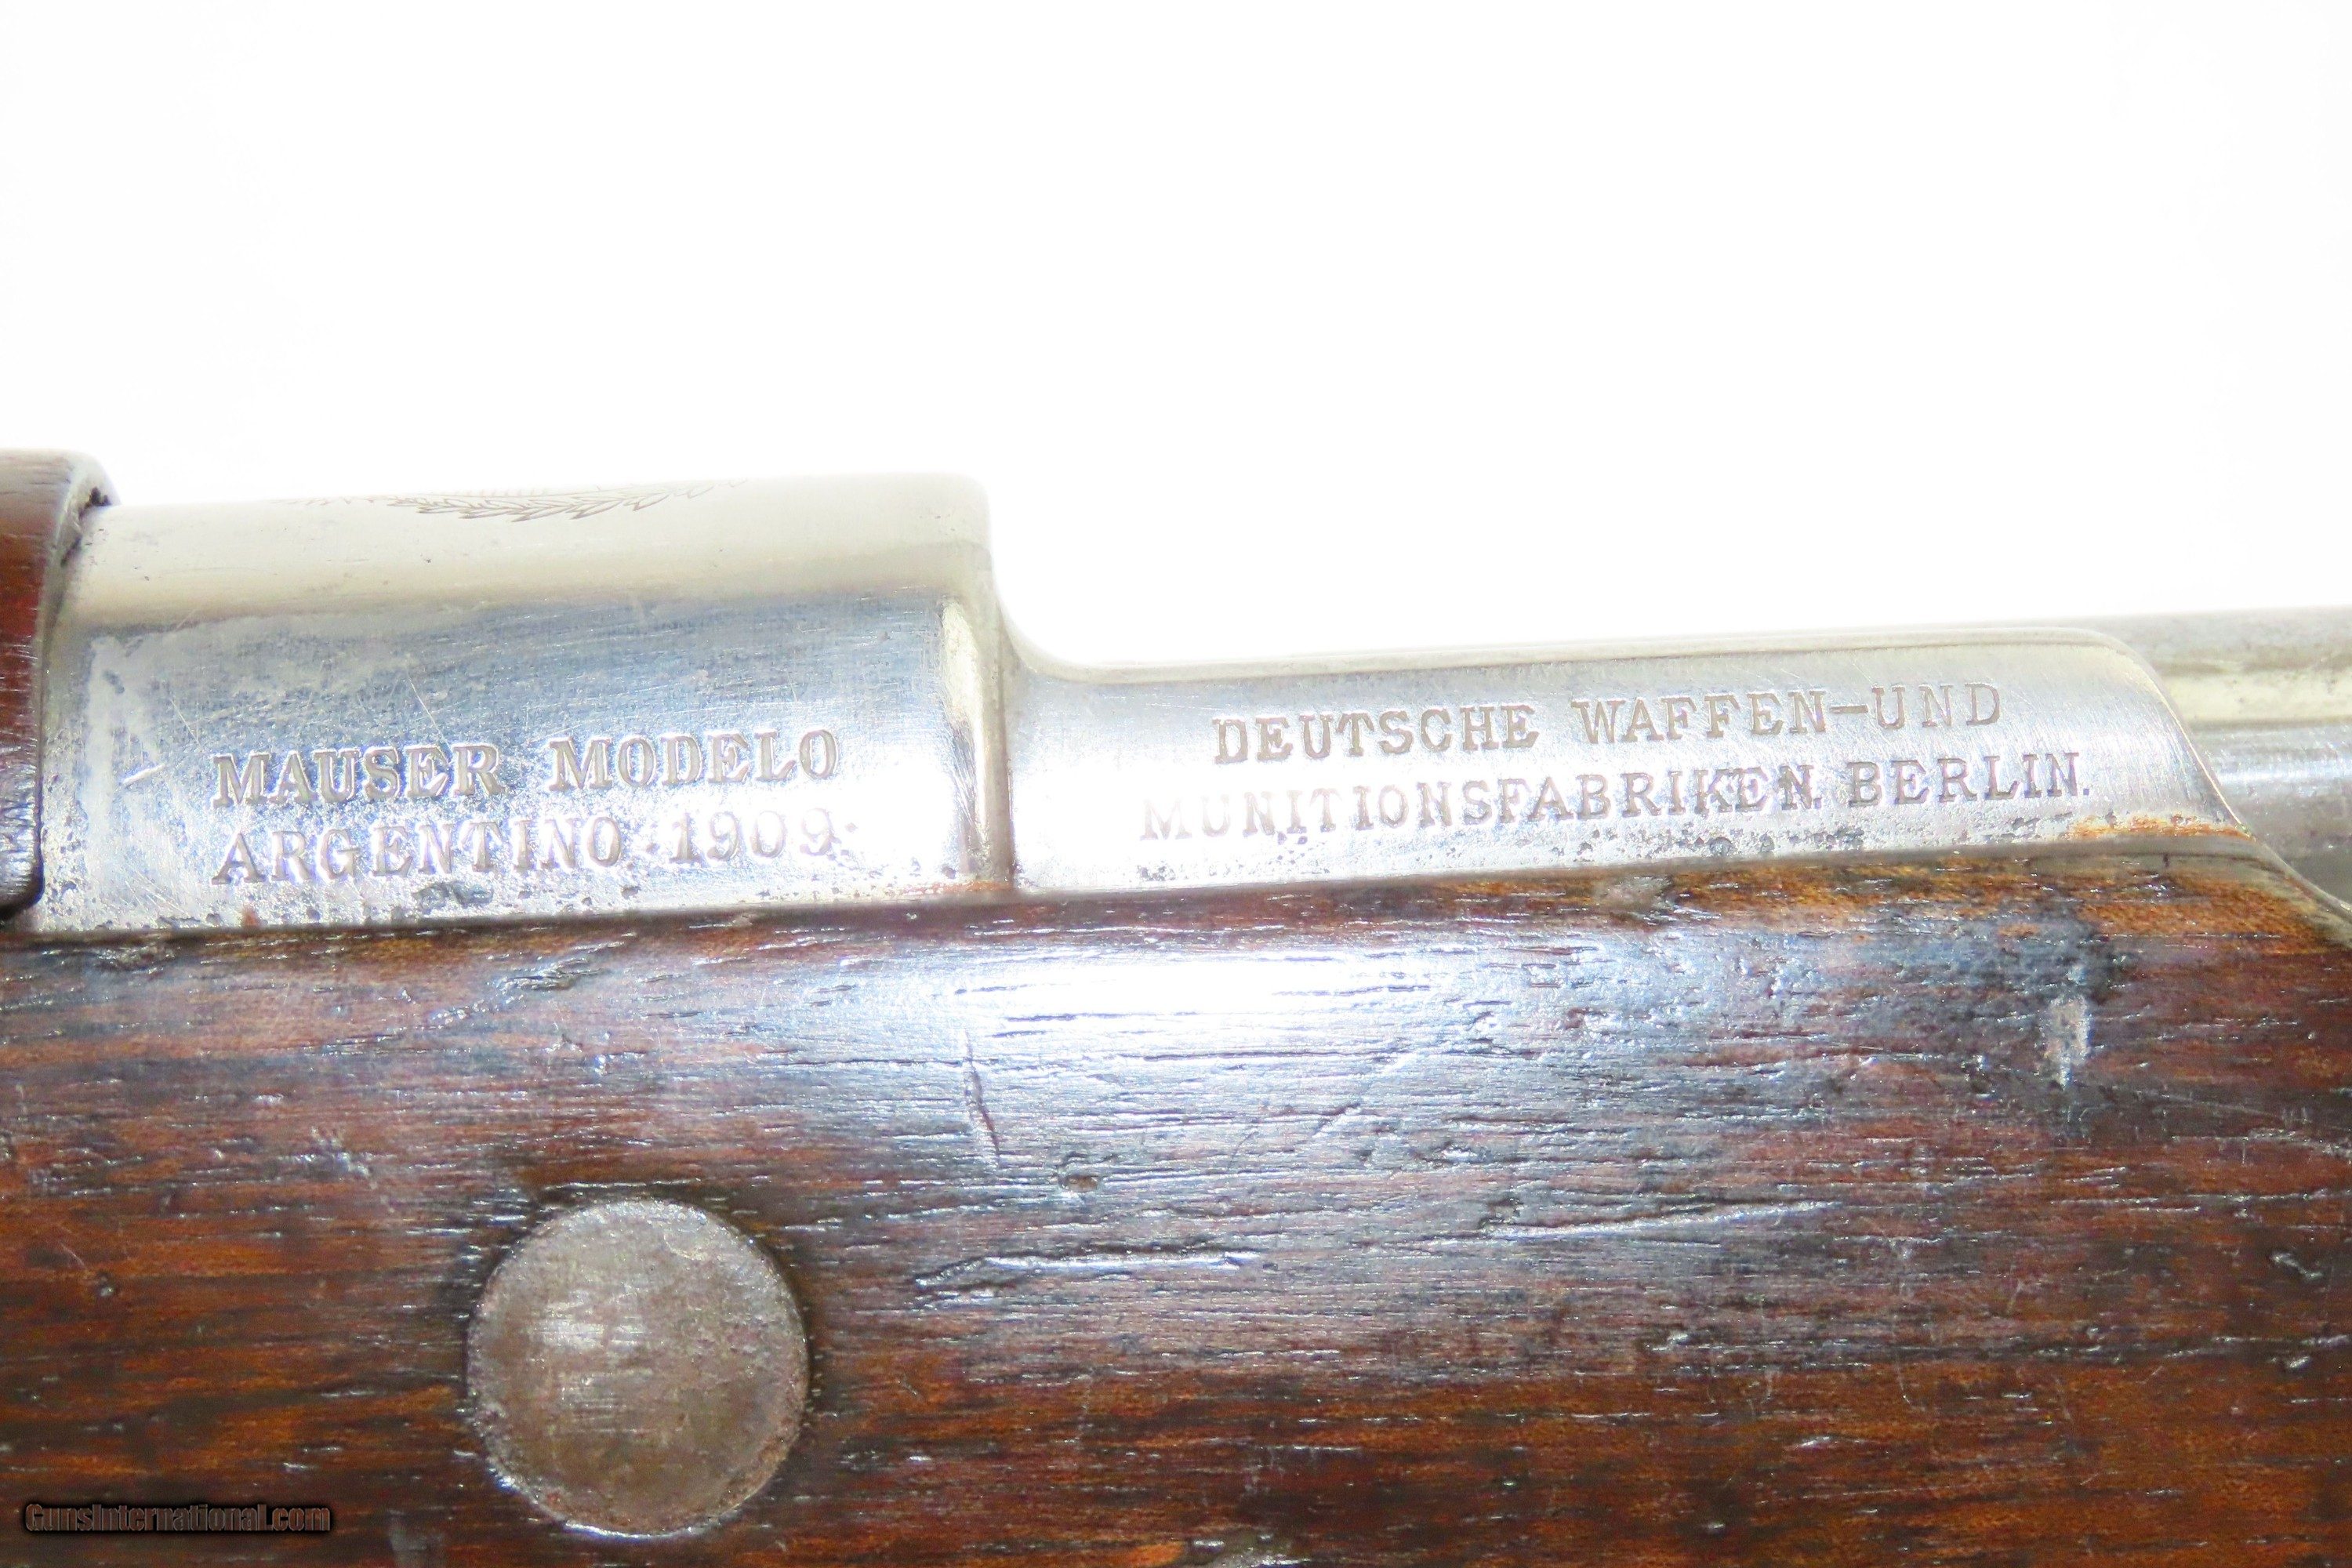 MAUSER MODELO
ARGENTINO 1909
DEUTSCHE WAFFEN-UND
MUNITIONSFABRIKEN. BERLIN.
GunsInternational.com